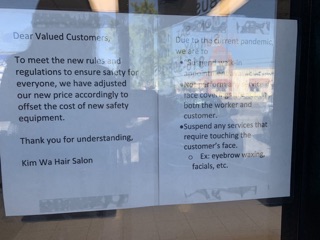 Dear Valued Customers,
To meet the new rules and
regulations to ensure safety for
everyone, we have adjusted
our new price accordingly to
offset the cost of new safety
equipment.
Thank you for understanding,
Kim Wa Hair Salon
Due to the current pandemic,
we are to
face
both the worker and
customer.
•Suspend any services that
require touching the
customer's face.
o Ex: eyebrow waxing,
facials, etc.